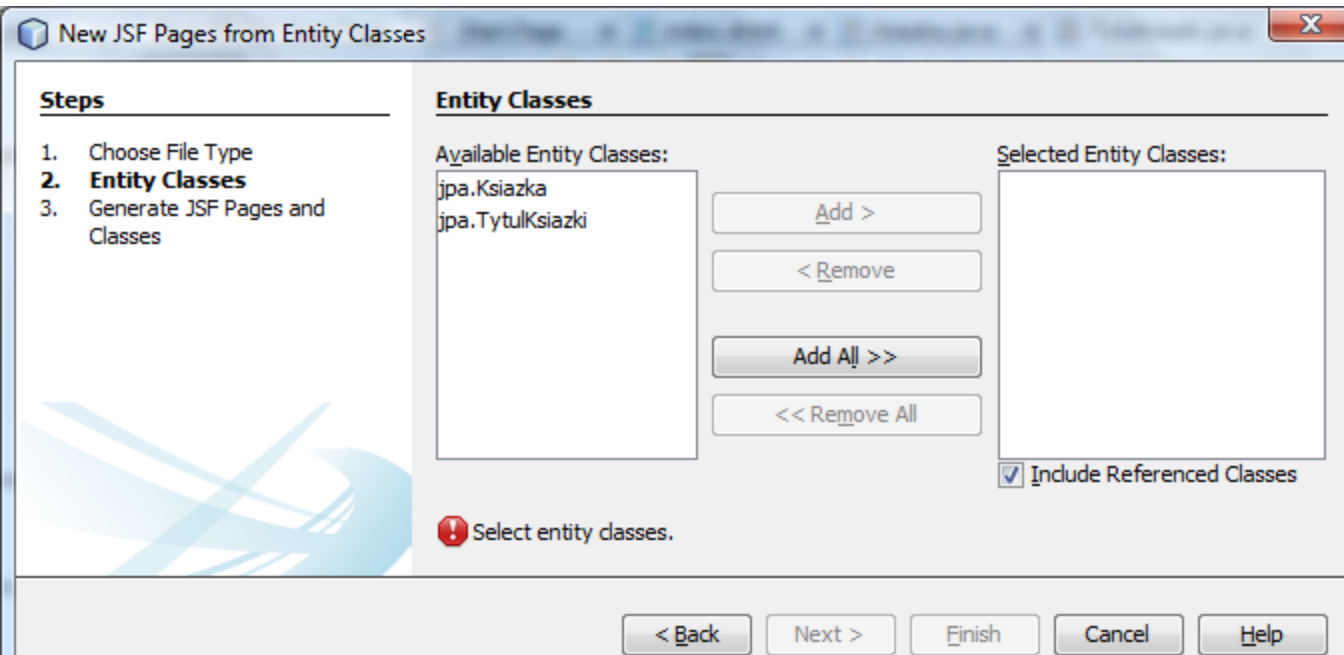 New JSF Pages from Entity Classes
Steps
1. Choose File Type
2. Entity Classes
3. Generate JSF Pages and
Classes
Entity Classes
Available Entity Classes:
jpa.Ksiazka
jpa.TytulKsiazki
Add >
< Remove
Add All >>
<< Remove All
Selected Entity Classes:
Include Referenced Classes
Select entity classes.
< Back
Next >
Finish
Cancel
Help